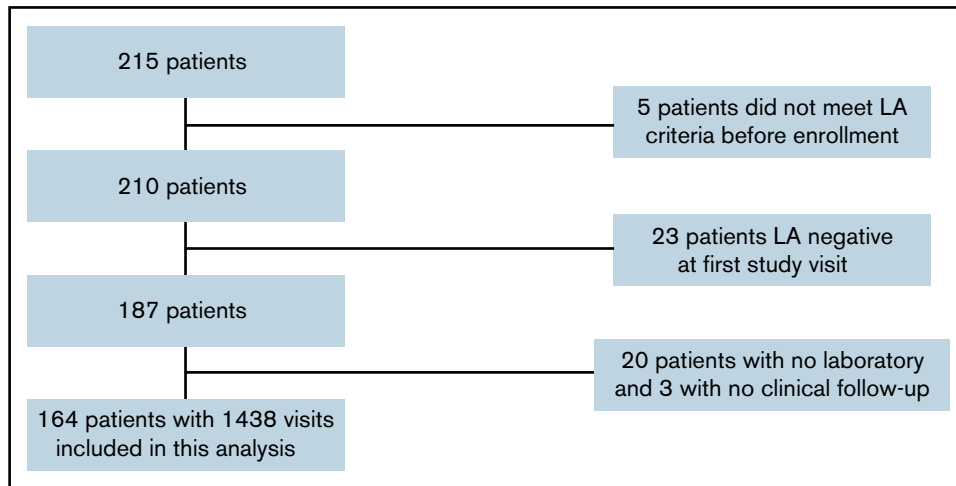 215 patients
5 patients did not meet LA
criteria before enrollment
210 patients
23 patients LA negative
at first study visit
187 patients
20 patients with no laboratory
and 3 with no clinical follow-up
164 patients with 1438 visits
included in this analysis